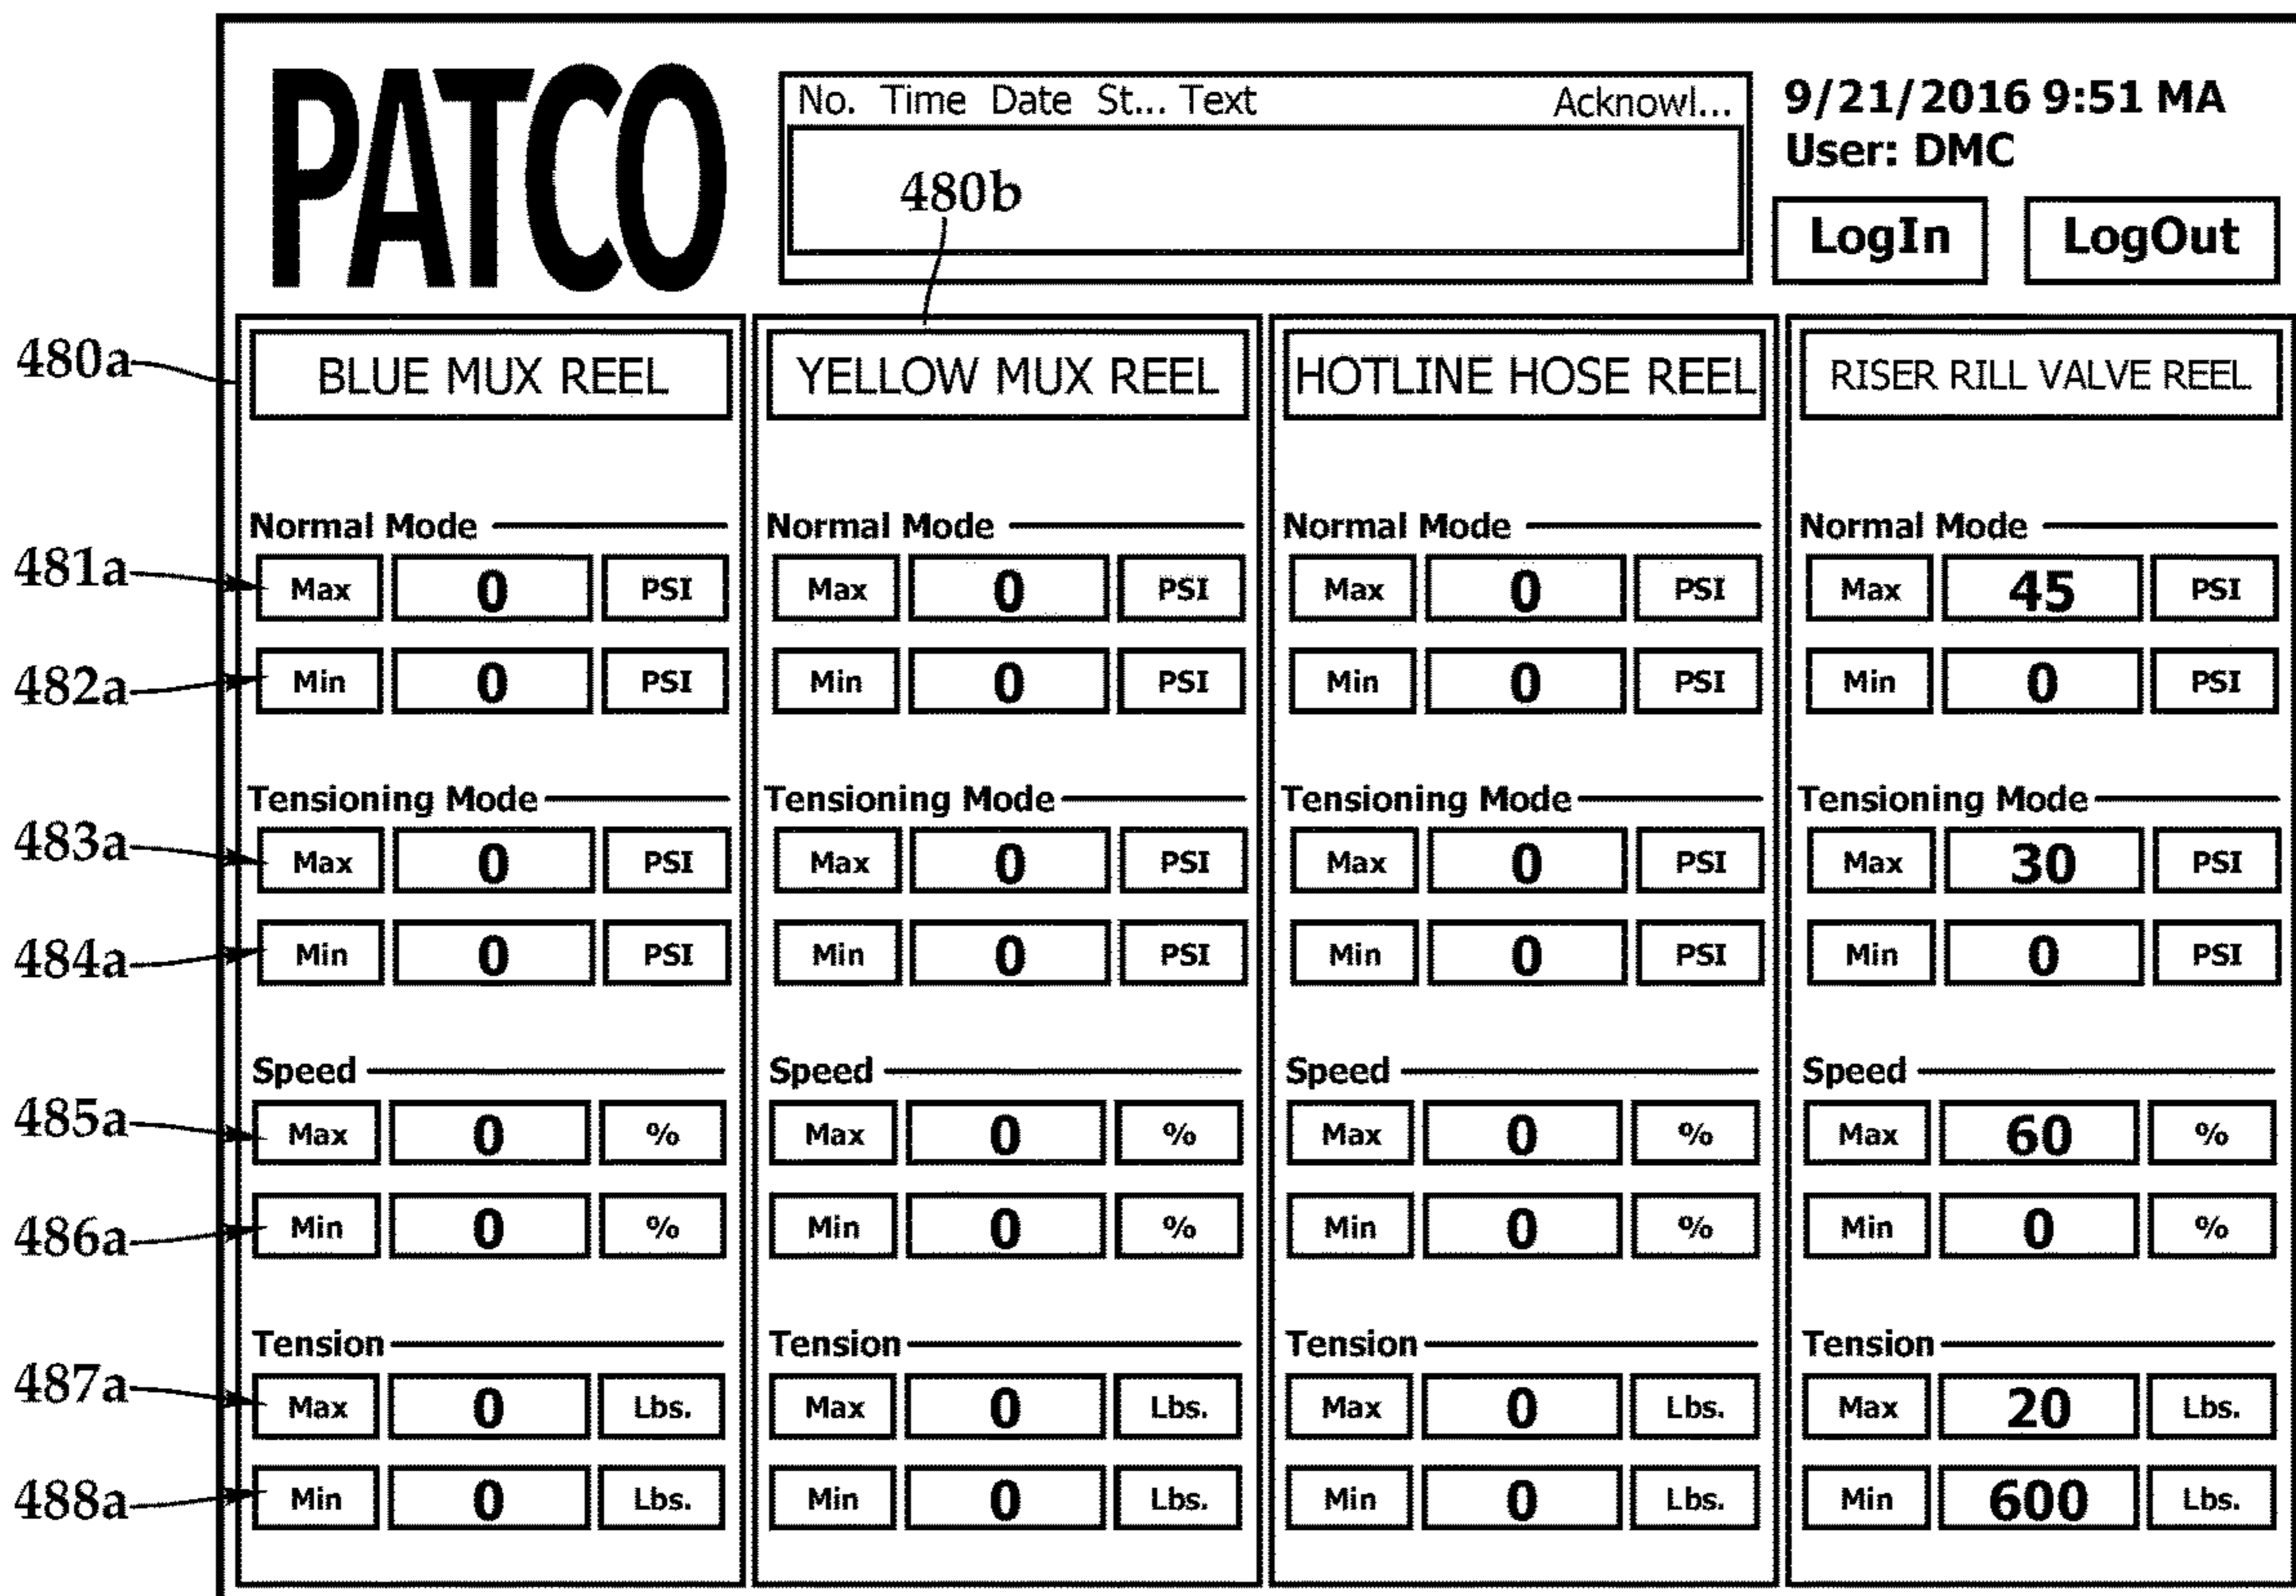 PATCO
No. Time Date St... Text Acknowl...
9/21/2016 9:51 MA
User: DMC
480b
LogIn LogOut
480a
BLUE MUX REEL YELLOW MUX REEL HOTLINE HOSE REEL RISER RILL VALVE REEL
Normal Mode Normal Mode Normal Mode Normal Mode
481a Max 0 PSI Max 0 PSI Max 0 PSI Max 45 PSI
482a Min 0 PSI Min 0 PSI Min 0 PSI Min 0 PSI
Tensioning Mode Tensioning Mode Tensioning Mode Tensioning Mode
483a Max 0 PSI Max 0 PSI Max 0 PSI Max 30 PSI
484a Min 0 PSI Min 0 PSI Min 0 PSI Min 0 PSI
Speed Speed Speed Speed
485a Max 0 % Max 0 % Max 0 % Max 60 %
486a Min 0 % Min 0 % Min 0 % Min 0 %
Tension Tension Tension Tension
487a Max 0 Lbs. Max 0 Lbs. Max 0 Lbs. Max 20 Lbs.
488a Min 0 Lbs. Min 0 Lbs. Min 0 Lbs. Min 600 Lbs.